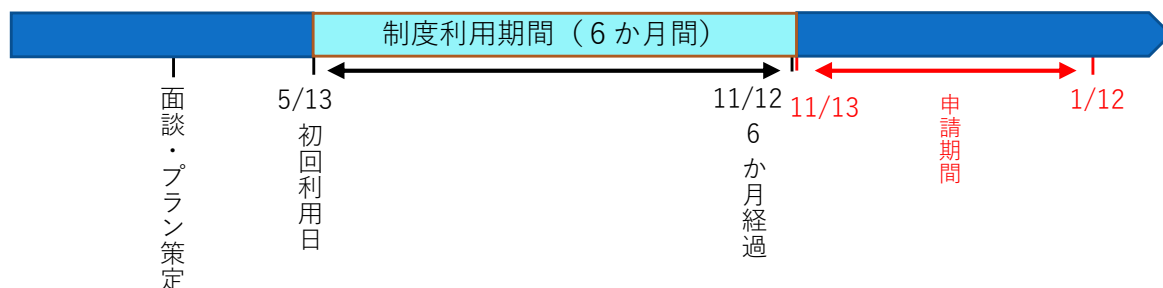 制度利用期間（６か月間）
5/13
11/12
11/13
1/12
面談・プラン策定
初回利用日
６か月経過
申請期間